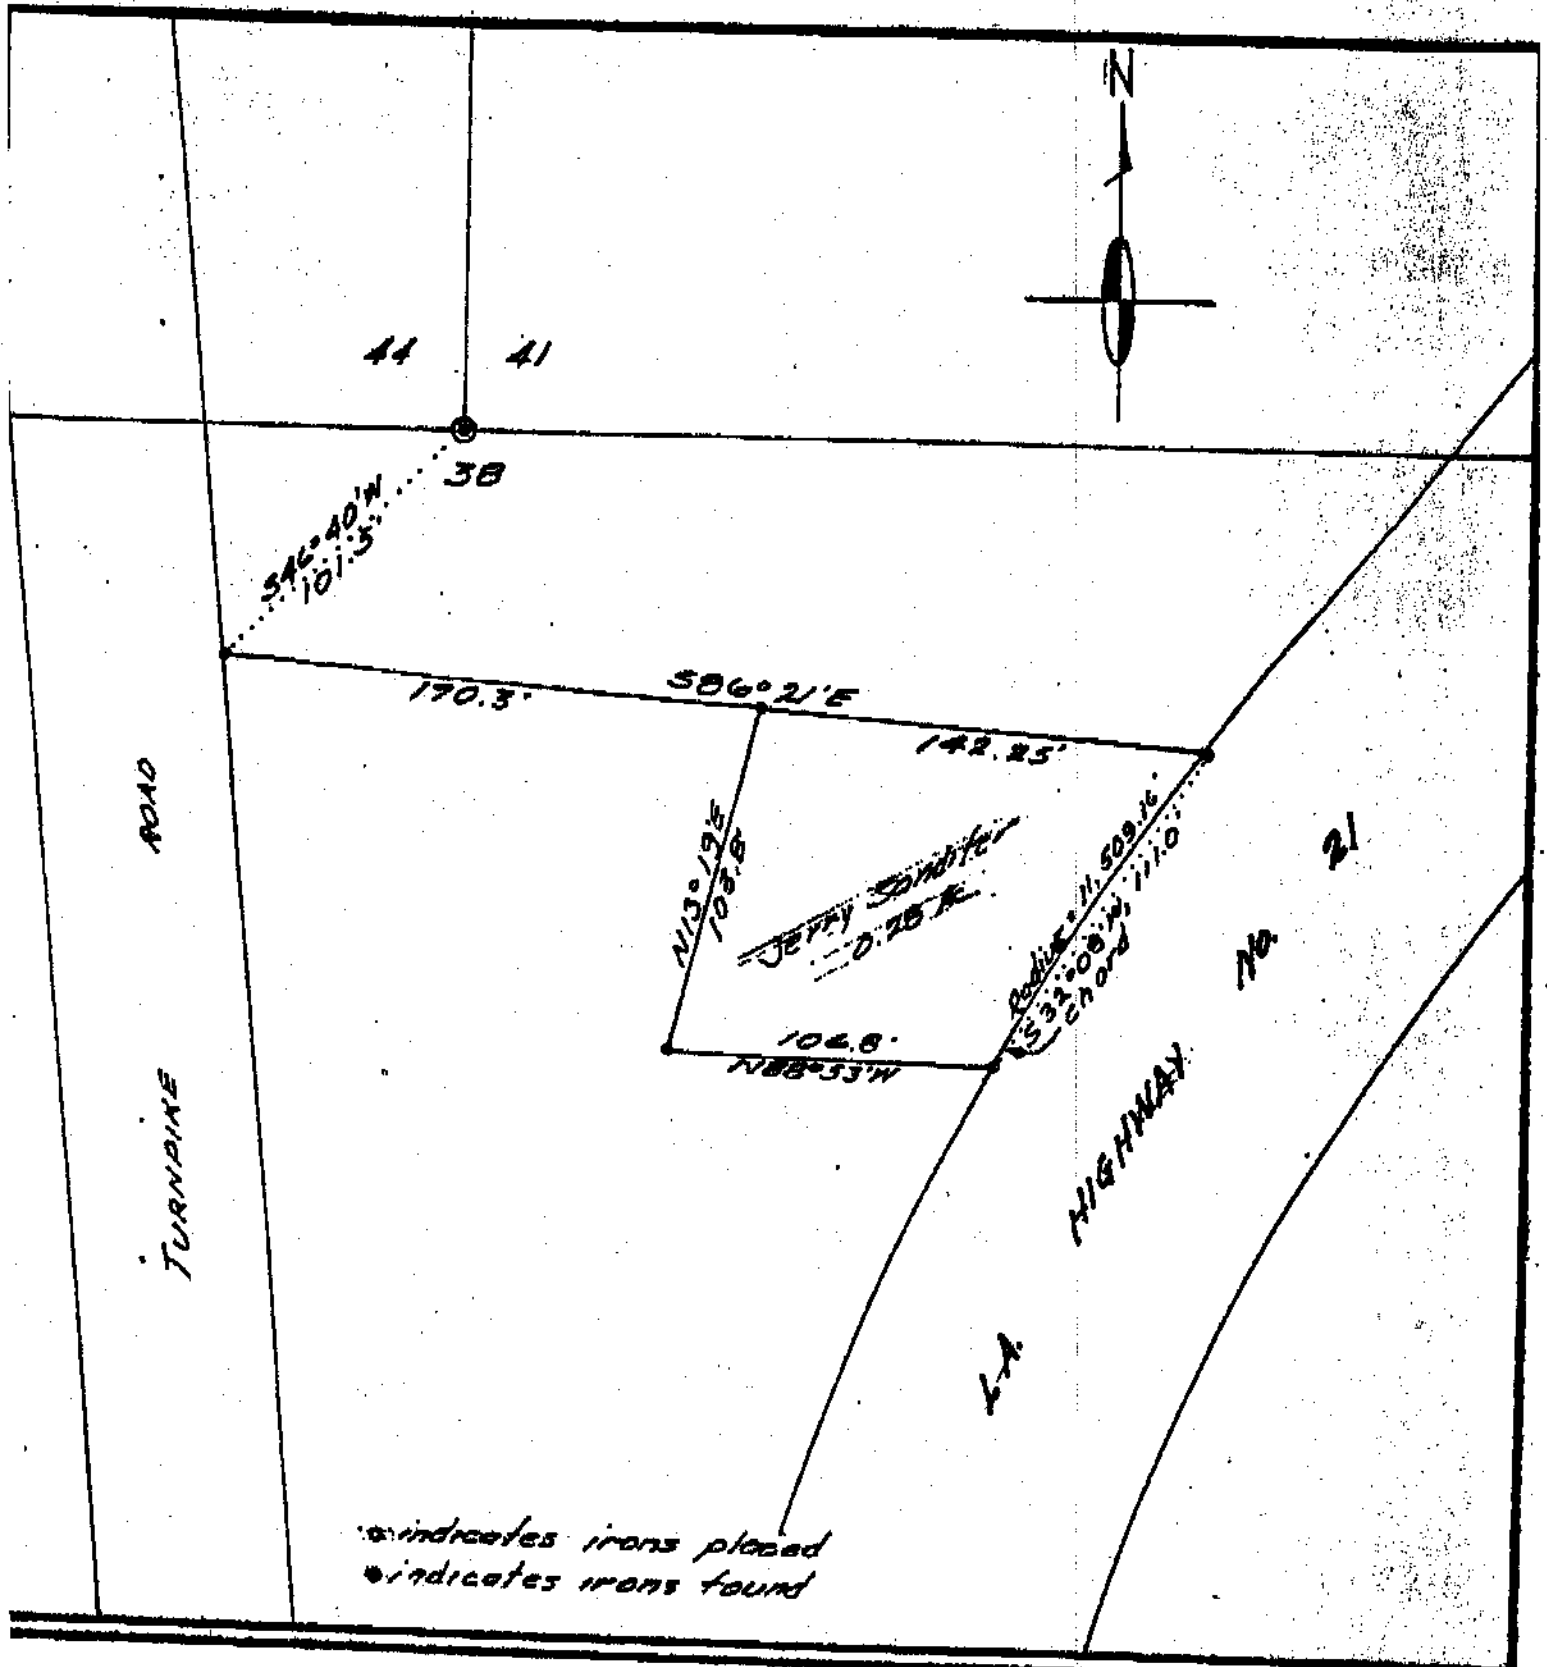 N
44 41
38
S46°40'W
101.5'
170.3'
S86°21'E
142.25'
N13°19'E
103.8'
Jerry Sandifer
0.28 Ac.
Radius = 11,509.16'
S32°08'W, 111.0'
chord
N88°53'W
ROAD
TURNPIKE
LA.
HIGHWAY
No.
21
indicates irons placed
indicates irons found